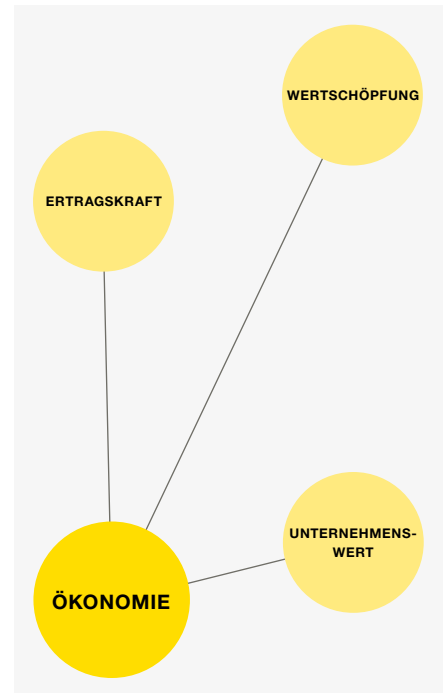 WERTSCHÖPFUNG
ERTRAGSKRAFT
UNTERNEHMENS-
WERT
ÖKONOMIE